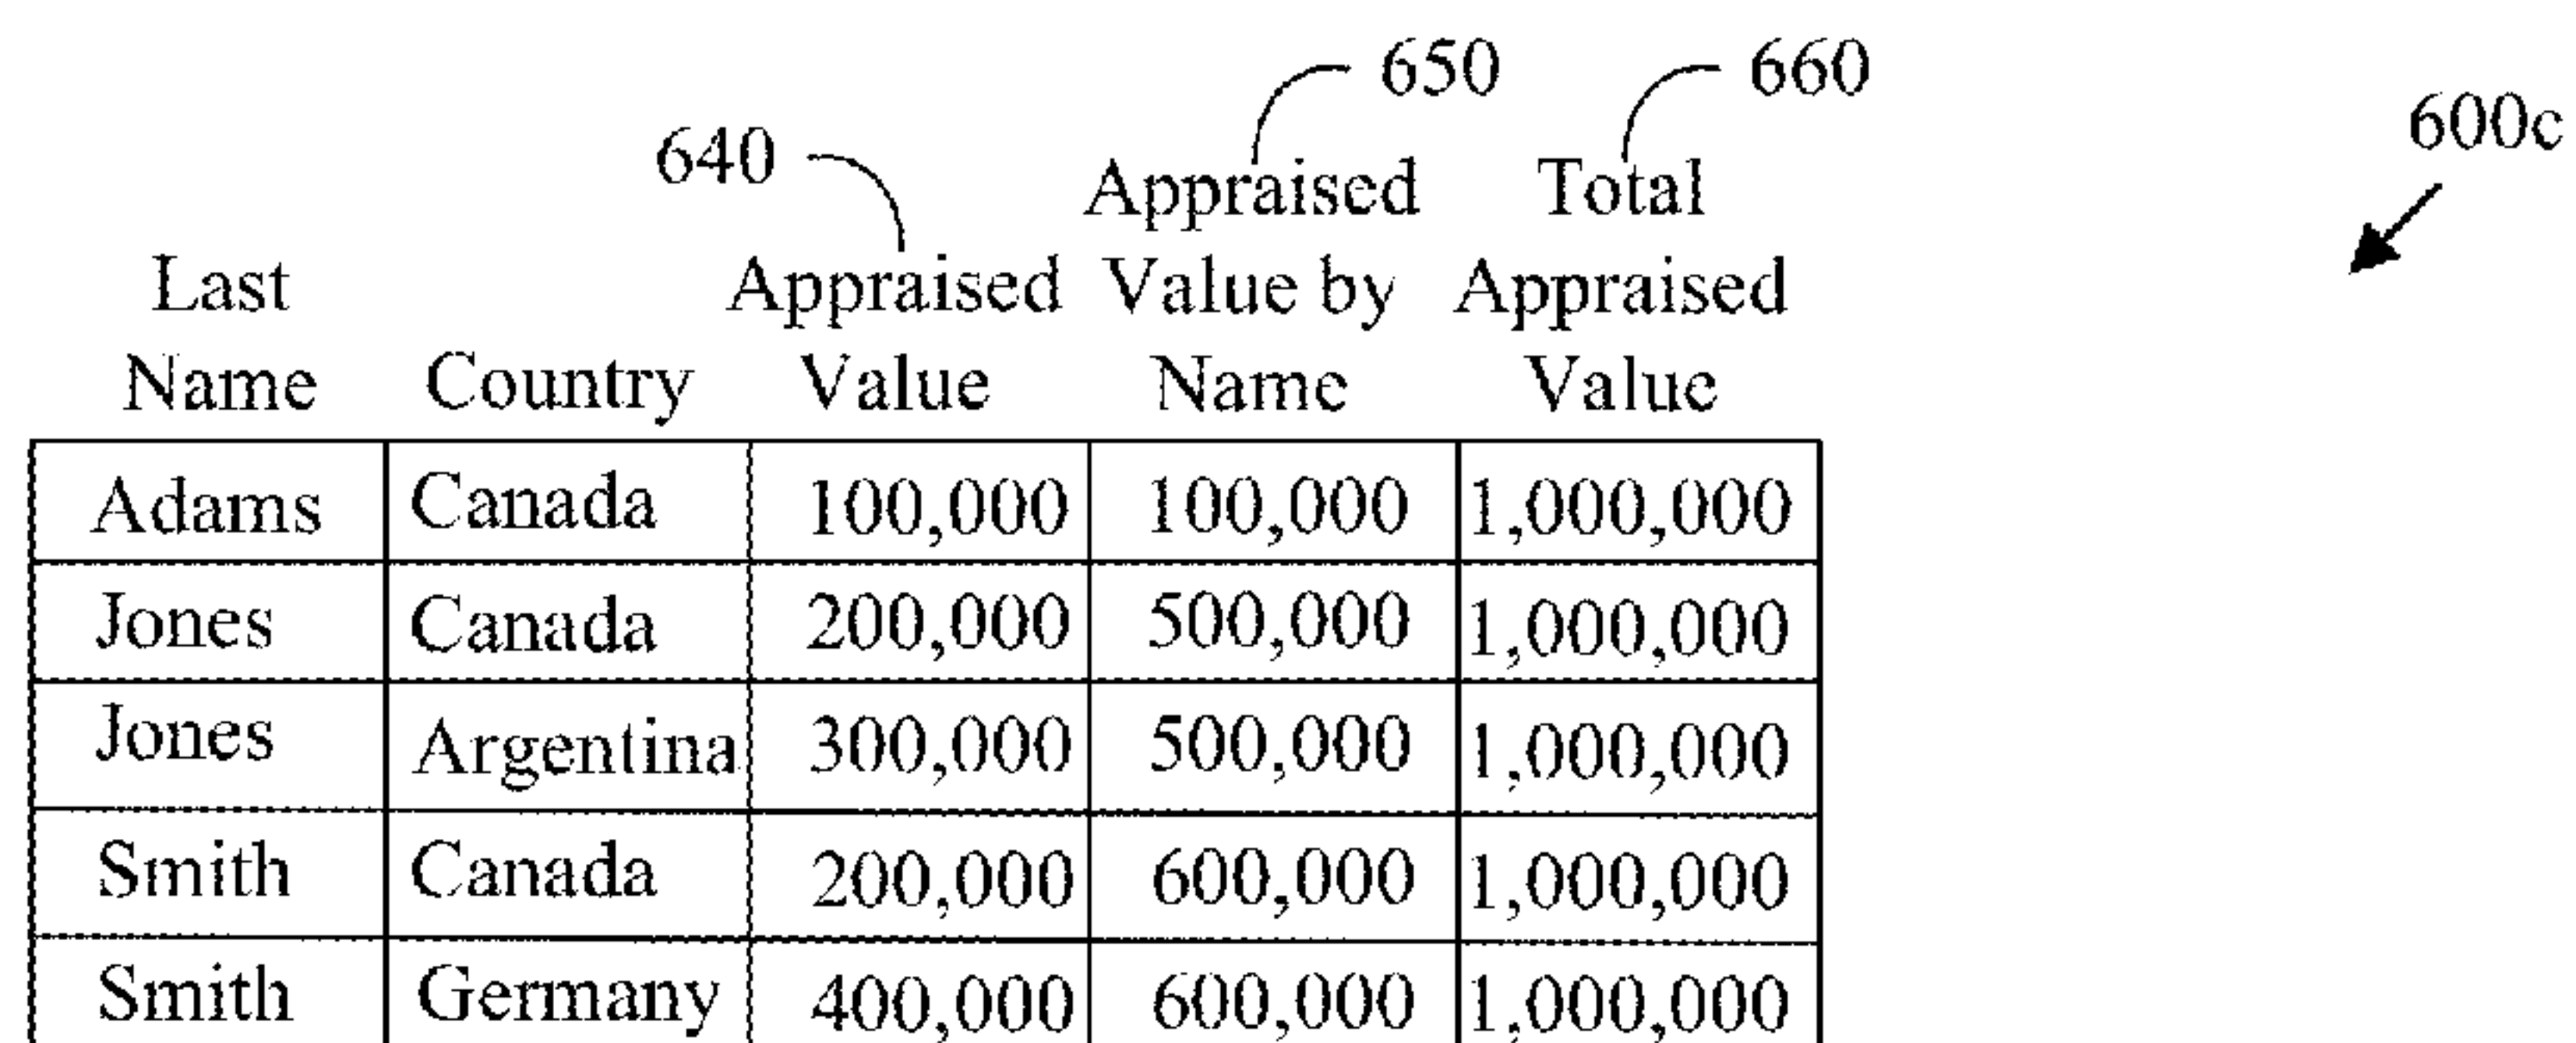 650 660
600c
640
Appraised Total
Last Appraised Value by Appraised
Name Country Value Name Value
Adams Canada 100,000 100,000 1,000,000
Jones Canada 200,000 500,000 1,000,000
Jones Argentina 300,000 500,000 1,000,000
Smith Canada 200,000 600,000 1,000,000
Smith Germany 400,000 600,000 1,000,000